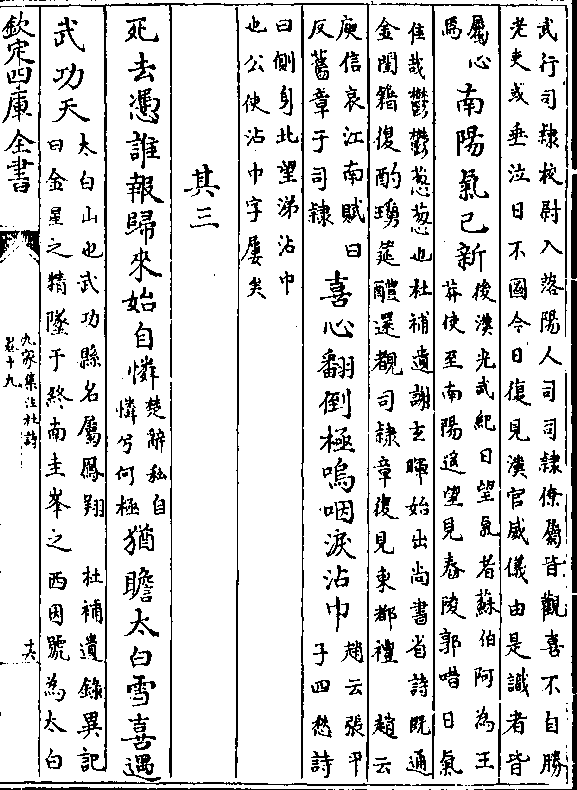 武行司隸校尉入落陽人司司隸僚屬皆觀喜不自勝
老吏或垂泣曰不圖今日復見漢官威儀由是識者皆
屬心
焉
南陽氣已新
後漢光武紀曰望氣者蘇伯阿為王
莽使至南陽遥望見舂陵郭唶曰氣
佳哉鬱鬱葱葱也杜補遺謝玄暉始出尚書省詩既通
金閨籍復酌瓊筵醴還覩司隸章復見東都禮 趙云
庾信哀江南賦曰
反舊章于司隸
喜心翻倒極嗚咽淚沾巾
趙云張平
子四愁詩
曰側身北望涕沾巾
也公使沾巾字屢矣
其三
死去憑誰報歸來始自憐
楚辭私自
憐兮何極
猶瞻太白雪喜遇
武功天
太白山也武功縣名屬鳳翔 杜補遺録異記
曰金星之精墜于終南圭峯之西因號為太白
欽定四庫全書
九家集注杜詩
卷十九
六